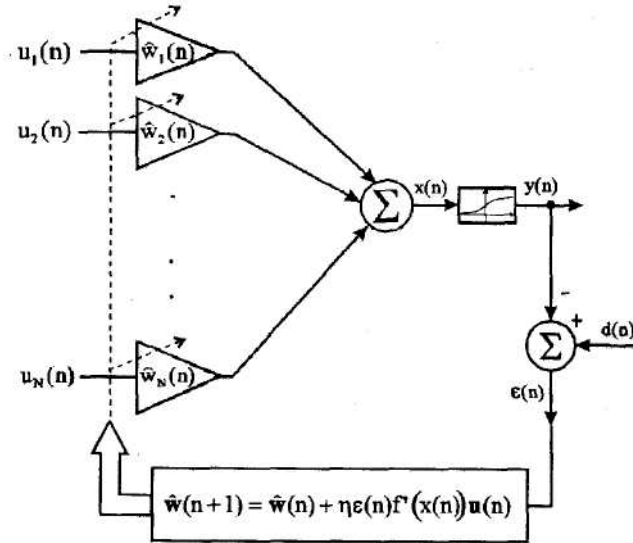 u₁(n)
ŵ₁(n)
u₂(n)
ŵ₂(n)
Σ
x(n)
y(n)
-
+
d(n)
Σ
u_N(n)
ŵ_N(n)
ε(n)
ŵ(n+1) = ŵ(n) + ηε(n)f'(x(n))u(n)